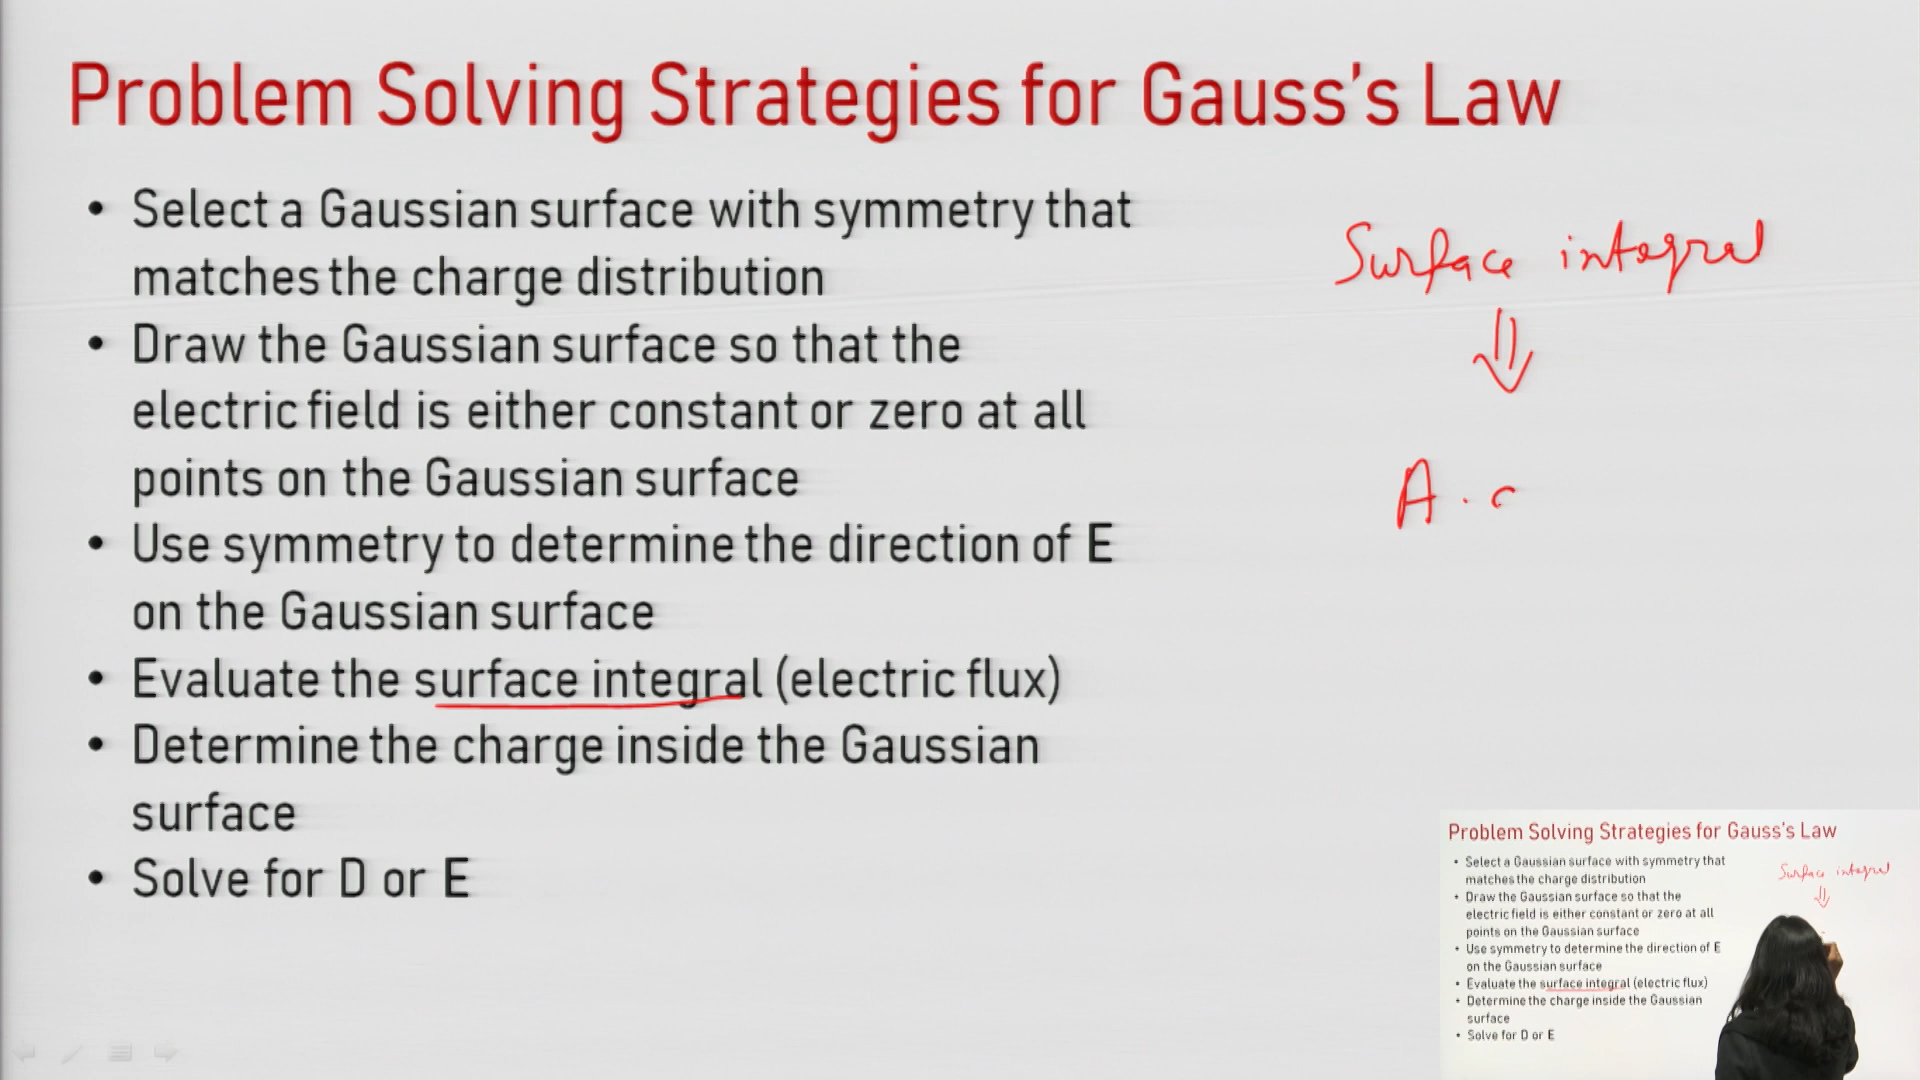 Problem Solving Strategies for Gauss's Law
• Select a Gaussian surface with symmetry that
matches the charge distribution
• Draw the Gaussian surface so that the
electric field is either constant or zero at all
points on the Gaussian surface
• Use symmetry to determine the direction of E
on the Gaussian surface
• Evaluate the surface integral (electric flux)
• Determine the charge inside the Gaussian
surface
• Solve for D or E
Surface integral
⇓
A .
Problem Solving Strategies for Gauss's Law
• Select a Gaussian surface with symmetry that
matches the charge distribution
• Draw the Gaussian surface so that the
electric field is either constant or zero at all
points on the Gaussian surface
• Use symmetry to determine the direction of E
on the Gaussian surface
• Evaluate the surface integral (electric flux)
• Determine the charge inside the Gaussian
surface
• Solve for D or E
Surface integral
⇓